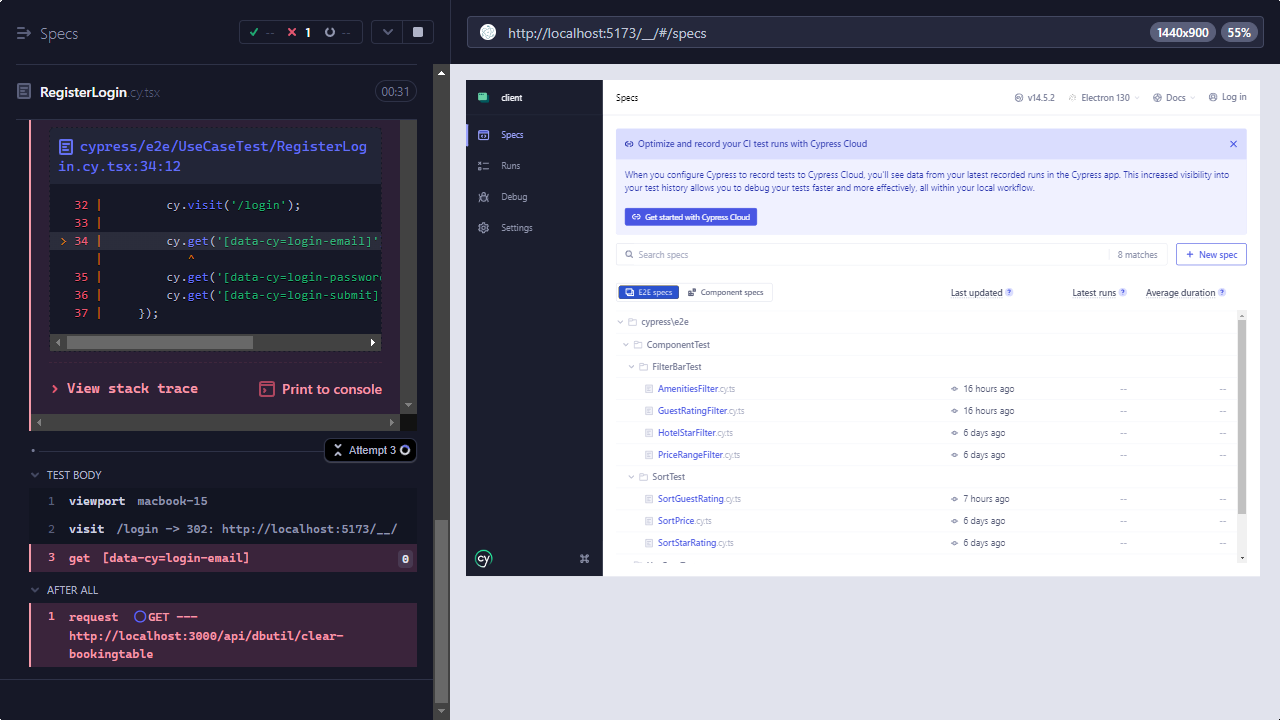 Specs
--
1
--
RegisterLogin.cy.tsx
00:31
cypress/e2e/UseCaseTest/RegisterLog
in.cy.tsx:34:12
32 | cy.visit('/login');
33 |
> 34 | cy.get('[data-cy=login-email]'
| ^
35 | cy.get('[data-cy=login-password
36 | cy.get('[data-cy=login-submit]
37 | });
> View stack trace
Print to console
Attempt 3
TEST BODY
1 viewport macbook-15
2 visit /login -> 302: http://localhost:5173/__/
3 get [data-cy=login-email] 0
AFTER ALL
1 request GET ---
http://localhost:3000/api/dbutil/clear-
bookingtable
http://localhost:5173/__/#/specs
1440x900
55%
client
Specs
Runs
Debug
Settings
cy
Specs
v14.5.2
Electron 130
Docs
Log in
Optimize and record your CI test runs with Cypress Cloud
When you configure Cypress to record tests to Cypress Cloud, you'll see data from your latest recorded runs in the Cypress app. This increased visibility into
your test history allows you to debug your tests faster and more effectively, all within your local workflow.
Get started with Cypress Cloud
Search specs
8 matches
+ New spec
E2E specs
Component specs
Last updated ?
Latest runs ?
Average duration ?
cypress\e2e
ComponentTest
FilterBarTest
AmenitiesFilter.cy.ts 16 hours ago -- --
GuestRatingFilter.cy.ts 16 hours ago -- --
HotelStarFilter.cy.ts 6 days ago -- --
PriceRangeFilter.cy.ts 6 days ago -- --
SortTest
SortGuestRating.cy.ts 7 hours ago -- --
SortPrice.cy.ts 6 days ago -- --
SortStarRating.cy.ts 6 days ago -- --